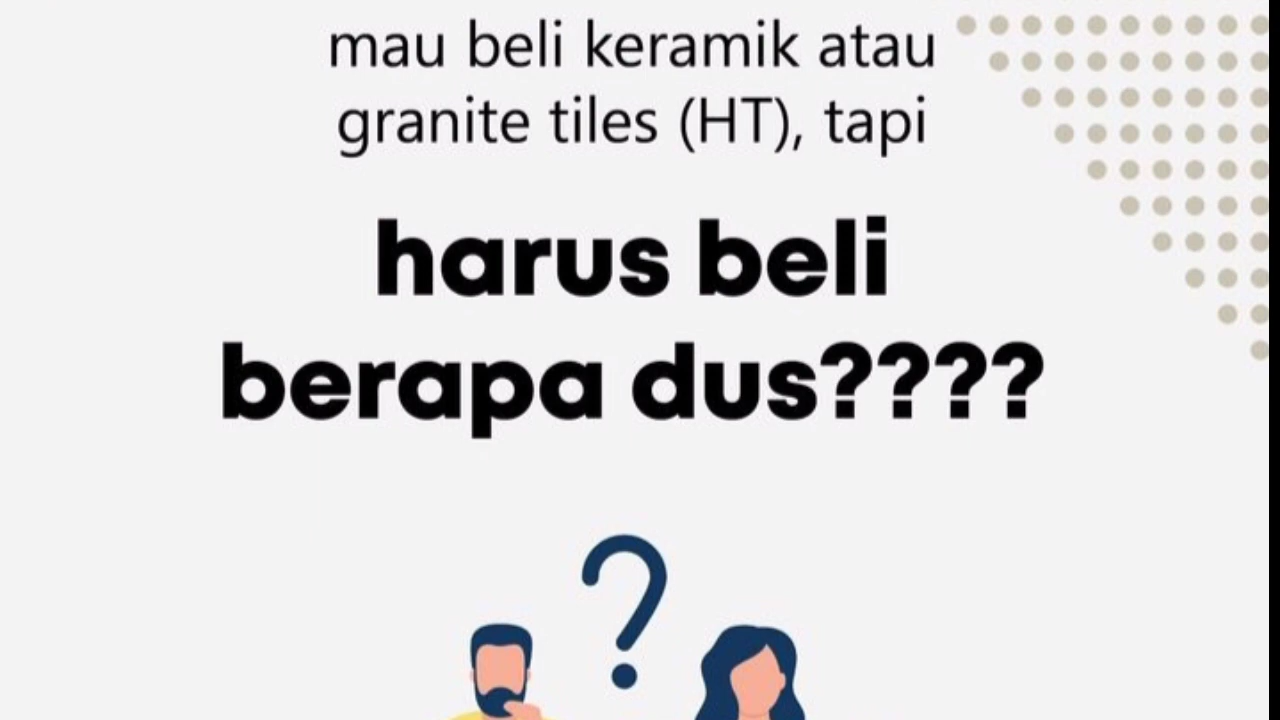 mau beli keramik atau
granite tiles (HT), tapi
harus beli
berapa dus????
?